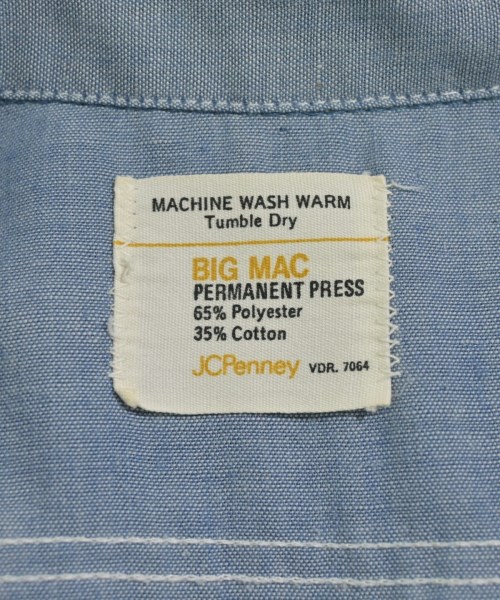 MACHINE WASH WARM
Tumble Dry
BIG MAC
PERMANENT PRESS
65% Polyester
35% Cotton
JCPenney VDR. 7064